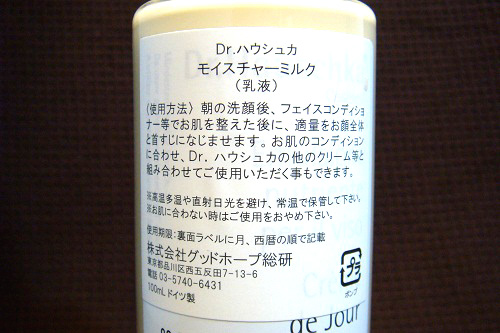 Dr.ハウシュカ
モイスチャーミルク
（乳液）
〈使用方法〉朝の洗顔後、フェイスコンディショ
ナー等でお肌を整えた後に、適量をお顔全体
と首すじになじませます。お肌のコンディション
に合わせ、Dr. ハウシュカの他のクリーム等と
組み合わせてご使用いただく事もできます。
※高温多湿や直射日光を避け、常温で保管して下さい。
※お肌に合わない時はご使用をおやめ下さい。
使用期限：裏面ラベルに月、西暦の順で記載
株式会社グッドホープ総研
東京都品川区西五反田7-13-6
電話 03-5740-6431
100mL ドイツ製
プラ
ポンプ
de Jour